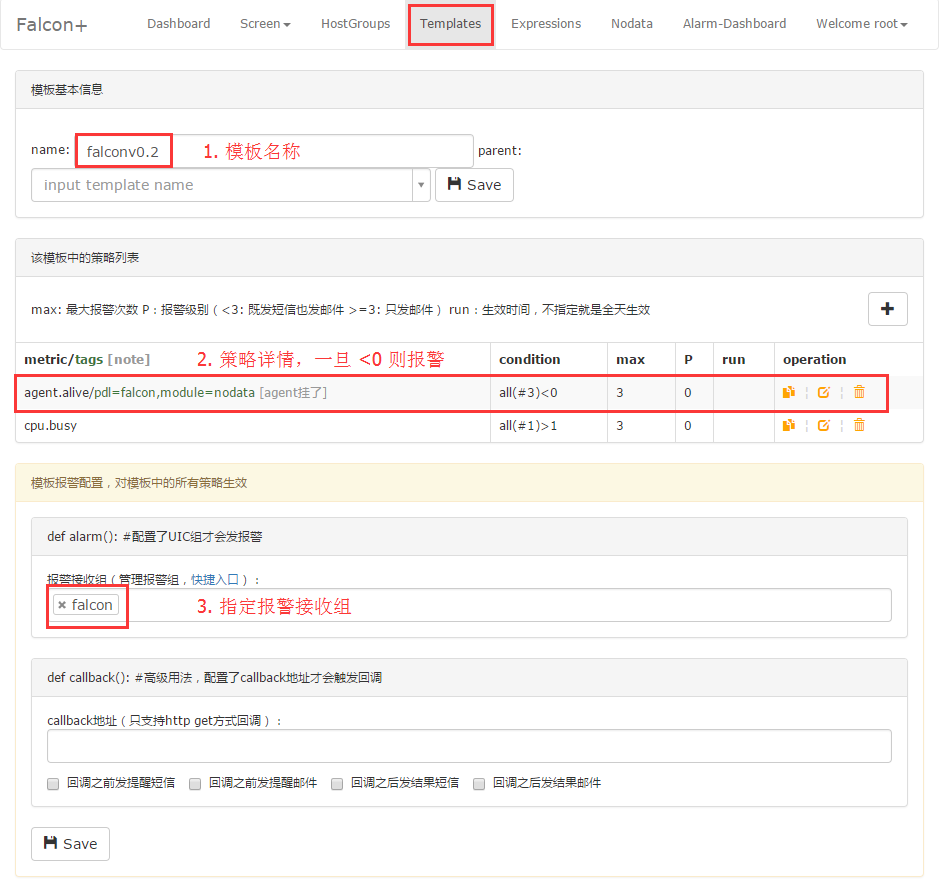 Falcon+ Dashboard Screen HostGroups Templates Expressions Nodata Alarm-Dashboard Welcome root
模板基本信息
name: falconv0.2 1. 模板名称 parent:
input template name Save
该模板中的策略列表
max: 最大报警次数 P：报警级别（<3: 既发短信也发邮件 >=3: 只发邮件） run：生效时间，不指定就是全天生效
metric/tags [note] 2. 策略详情，一旦 <0 则报警 condition max P run operation
agent.alive/pdl=falcon,module=nodata [agent挂了] all(#3)<0 3 0
cpu.busy all(#1)>1 3 0
模板报警配置，对模板中的所有策略生效
def alarm(): #配置了UIC组才会发报警
报警接收组（管理报警组，快捷入口）：
× falcon 3. 指定报警接收组
def callback(): #高级用法，配置了callback地址才会触发回调
callback地址（只支持http get方式回调）：
回调之前发提醒短信 回调之前发提醒邮件 回调之后发结果短信 回调之后发结果邮件
Save